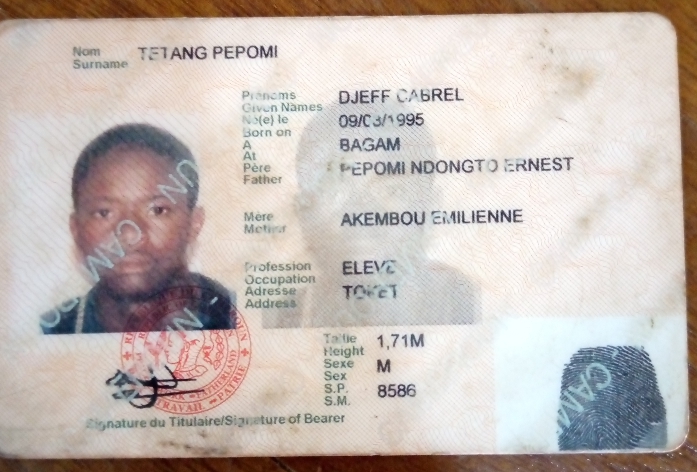 Nom TETANG PEPOMI
Surname
Prénoms DJEFF CABREL
Given Names
Né(e) le 09/03/1995
Born on
A BAGAM
At
Père PEPOMI NDONGTO ERNEST
Father
Mère AKEMBOU EMILIENNE
Mother
Profession ELEVE
Occupation
Adresse
Address
Taille 1,71M
Height
Sexe M
Sex
S.P. 8586
S.M.
Signature du Titulaire/Signature of Bearer